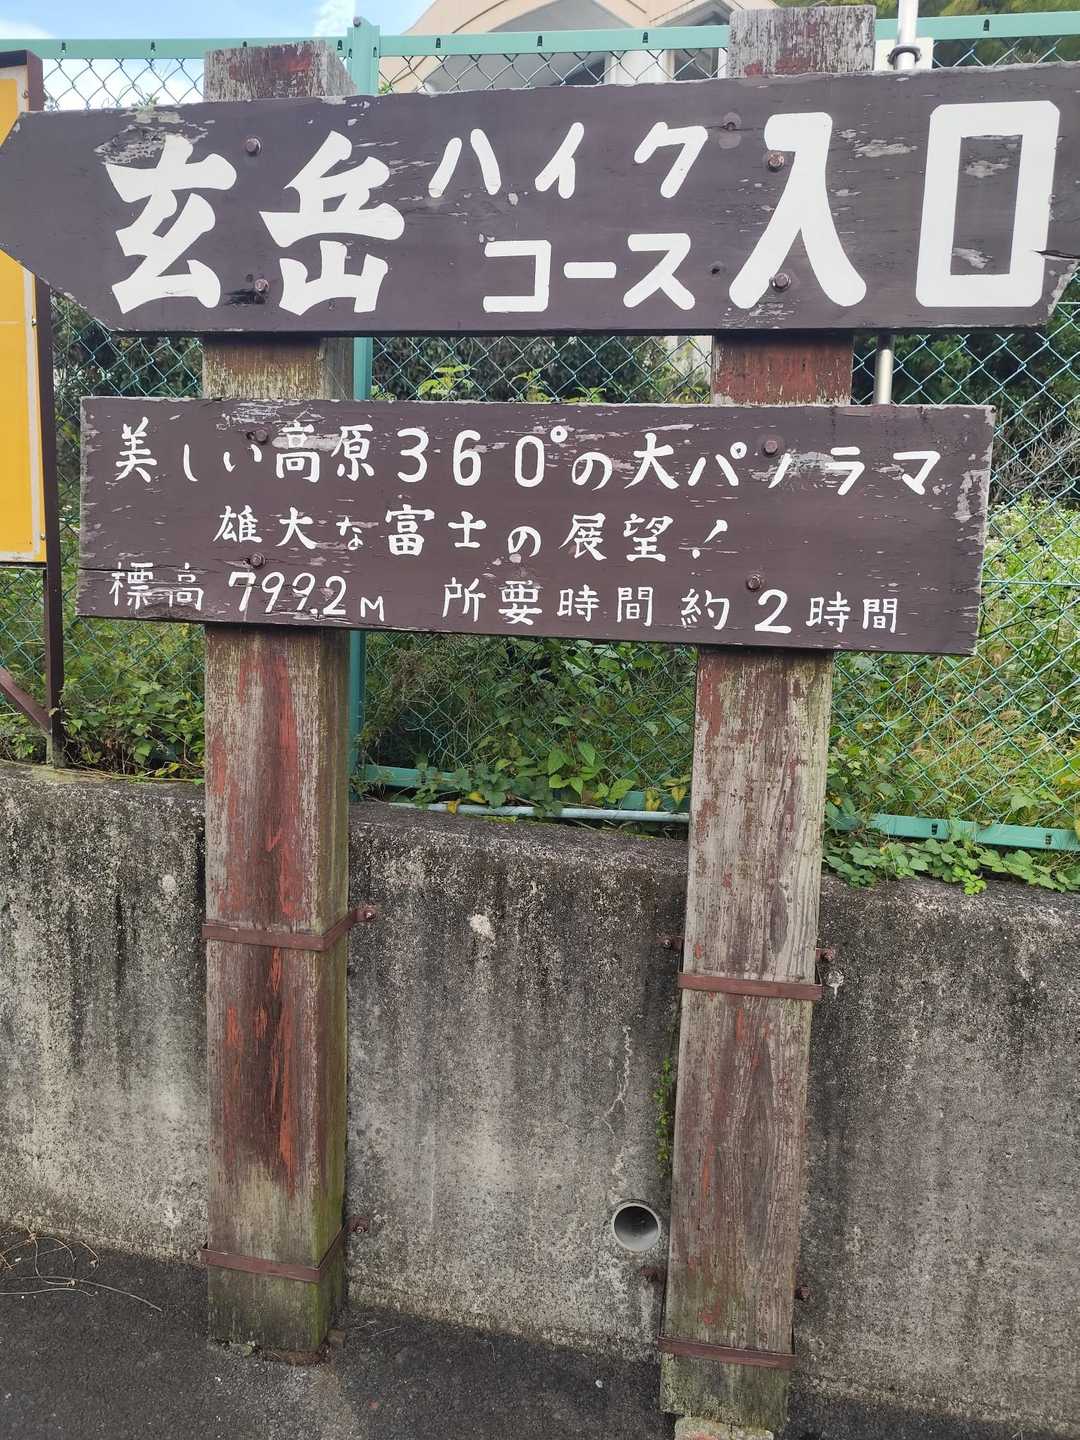 玄岳ハイクコース入口
美しい高原360°の大パノラマ
雄大な富士の展望!
標高799.2M 所要時間約2時間